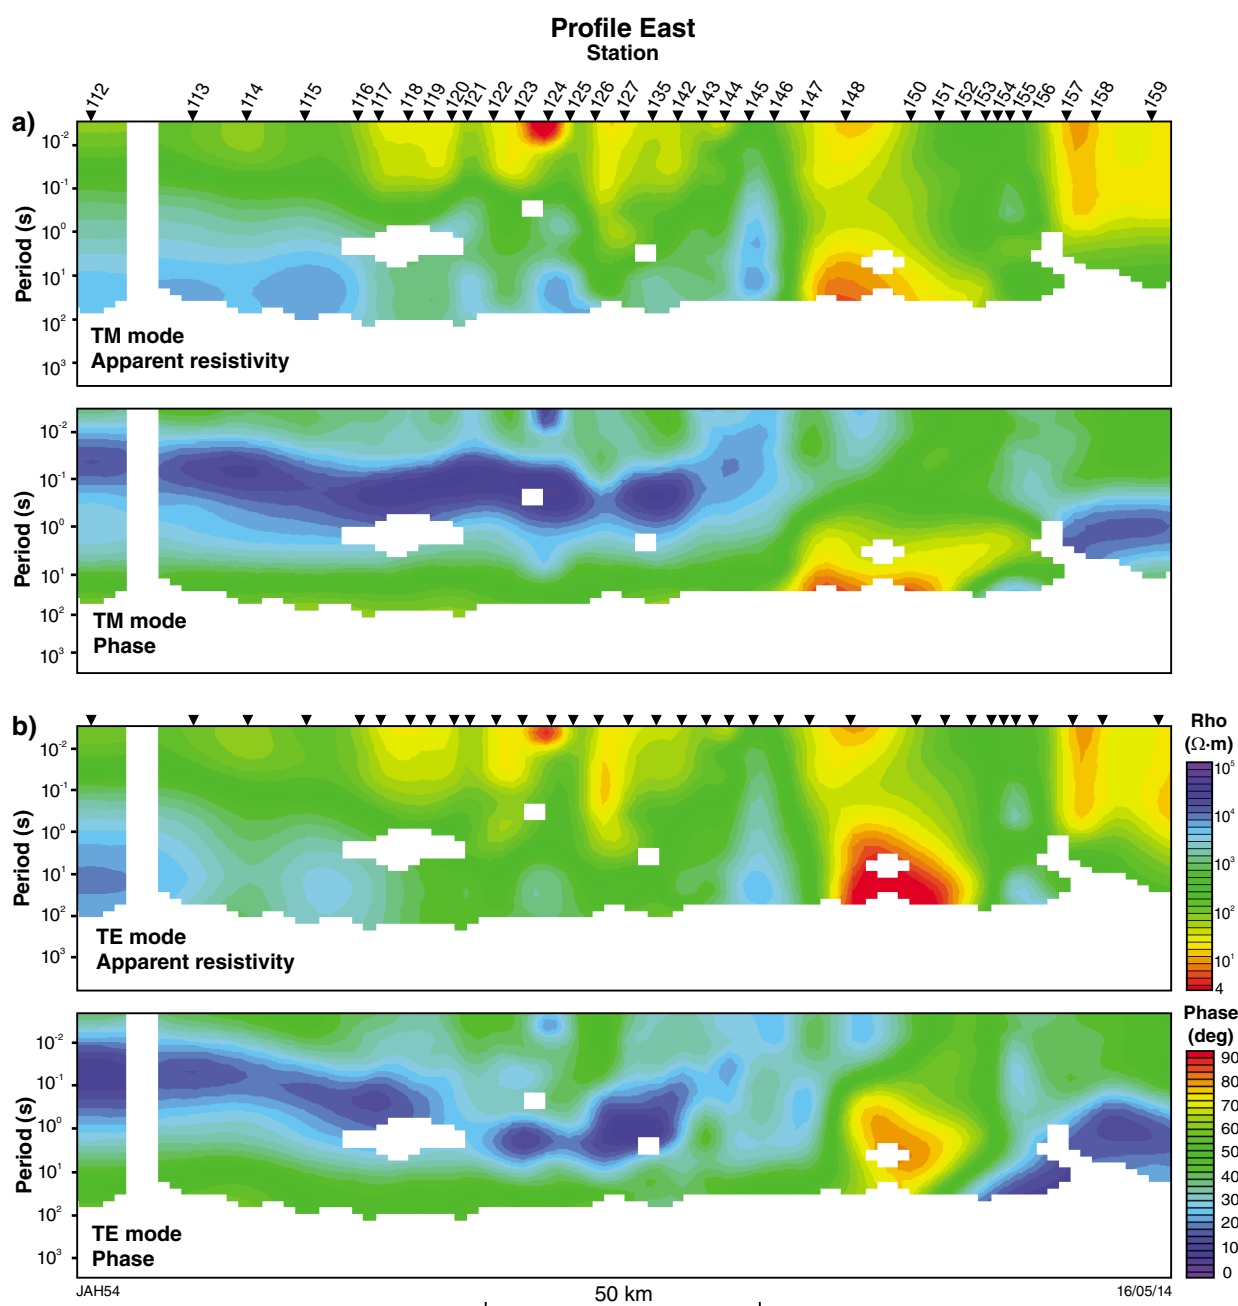 Profile East
Station
112 113 114 115 116 117 118 119 120 121 122 123 124 125 126 127 135 142 143 144 145 146 147 148 150 151 152 153 154 155 156 157 158 159
a)
10-2
10-1
100
101
102
103
Period (s)
TM mode
Apparent resistivity
10-2
10-1
100
101
102
103
Period (s)
TM mode
Phase
b)
10-2
10-1
100
101
102
103
Period (s)
TE mode
Apparent resistivity
Rho
(Ω·m)
105
104
103
102
101
4
10-2
10-1
100
101
102
103
Period (s)
TE mode
Phase
Phase
(deg)
90
80
70
60
50
40
30
20
10
0
JAH54
50 km
16/05/14